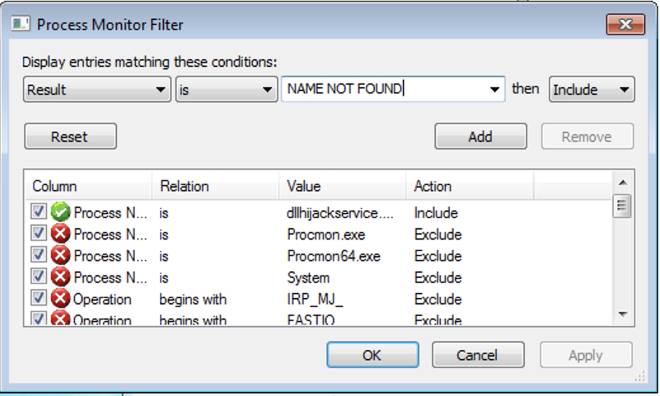 Process Monitor Filter
Display entries matching these conditions:
Result is NAME NOT FOUND then Include
Reset Add Remove
Column Relation Value Action
Process N... is dllhijackservice.... Include
Process N... is Procmon.exe Exclude
Process N... is Procmon64.exe Exclude
Process N... is System Exclude
Operation begins with IRP_MJ_ Exclude
Operation begins with FASTIO Exclude
OK Cancel Apply